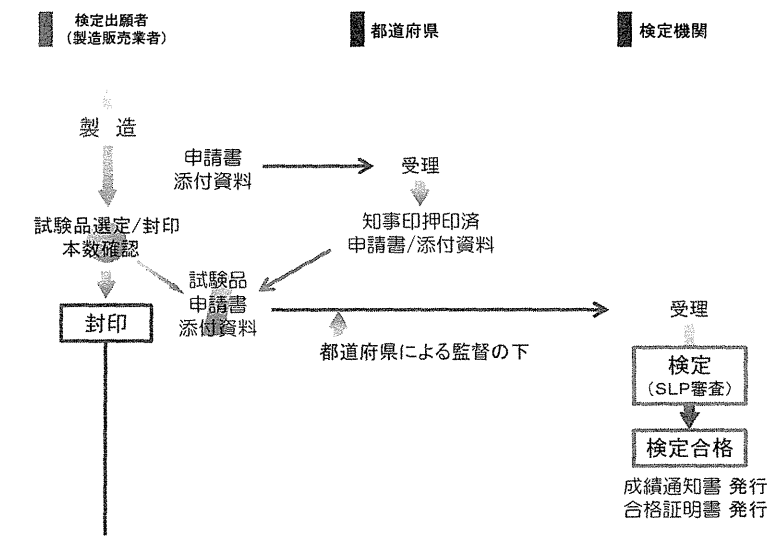 検定出願者
（製造販売業者）
都道府県
検定機関
製 造
申請書
添付資料
受理
試験品選定/封印
本数確認
知事印押印済
申請書/添付資料
試験品
申請書
添付資料
封印
都道府県による監督の下
受理
検定
（SLP審査）
検定合格
成績通知書 発行
合格証明書 発行